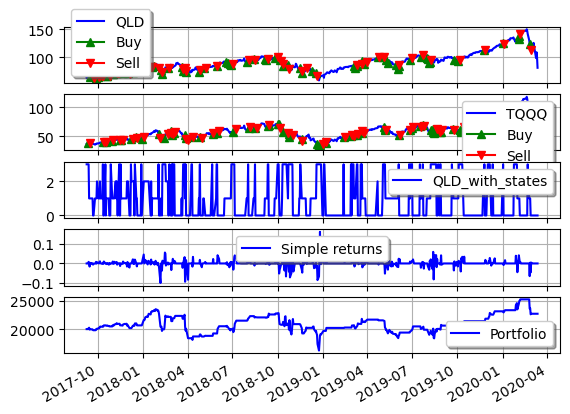 150
100
QLD
Buy
Sell
100
50
TQQQ
Buy
Sell
2
0
QLD_with_states
0.1
0.0
−0.1
Simple returns
25000
20000
Portfolio
2017-10 2018-01 2018-04 2018-07 2018-10 2019-01 2019-04 2019-07 2019-10 2020-01 2020-04